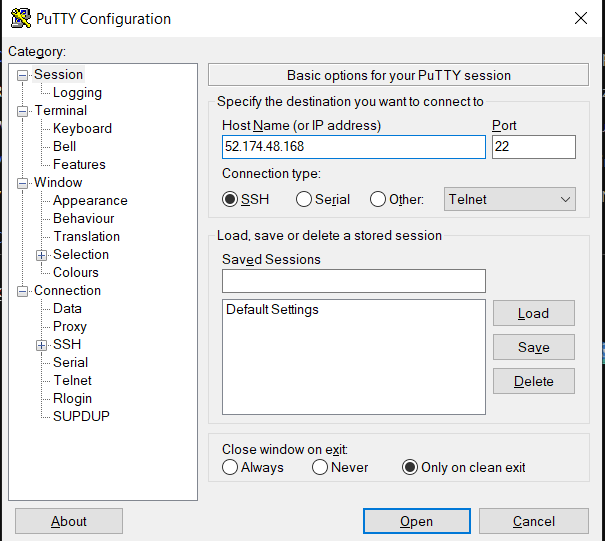 PuTTY Configuration
Category:
Session
Logging
Terminal
Keyboard
Bell
Features
Window
Appearance
Behaviour
Translation
Selection
Colours
Connection
Data
Proxy
SSH
Serial
Telnet
Rlogin
SUPDUP
Basic options for your PuTTY session
Specify the destination you want to connect to
Host Name (or IP address) Port
52.174.48.168 22
Connection type:
SSH Serial Other: Telnet
Load, save or delete a stored session
Saved Sessions
Default Settings
Load
Save
Delete
Close window on exit:
Always Never Only on clean exit
About Open Cancel